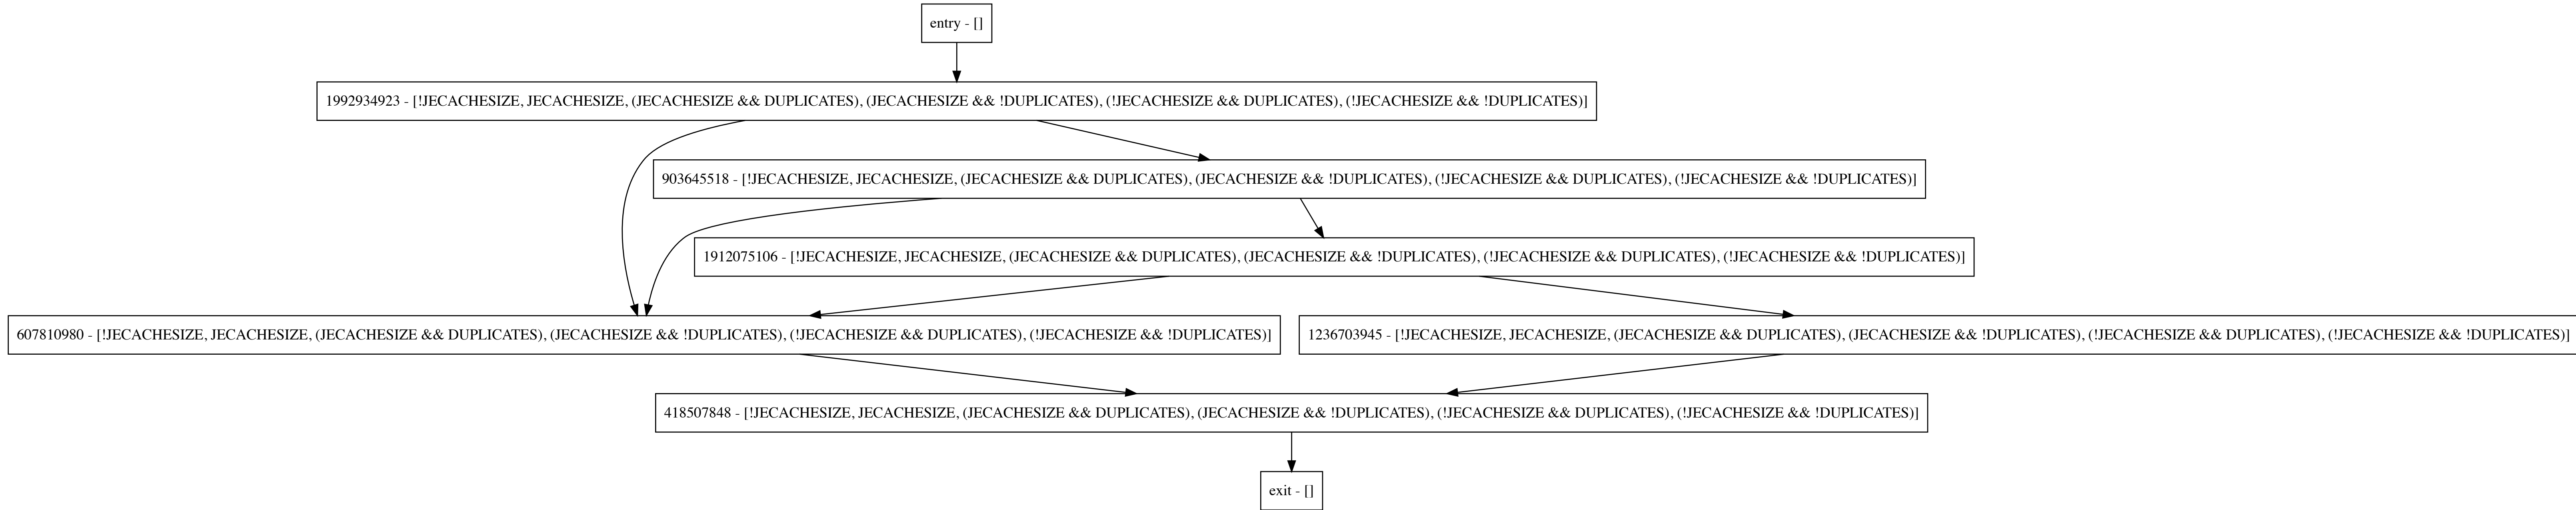 entry - []
1992934923 - [!JECACHESIZE, JECACHESIZE, (JECACHESIZE && DUPLICATES), (JECACHESIZE && !DUPLICATES), (!JECACHESIZE && DUPLICATES), (!JECACHESIZE && !DUPLICATES)]
903645518 - [!JECACHESIZE, JECACHESIZE, (JECACHESIZE && DUPLICATES), (JECACHESIZE && !DUPLICATES), (!JECACHESIZE && DUPLICATES), (!JECACHESIZE && !DUPLICATES)]
1912075106 - [!JECACHESIZE, JECACHESIZE, (JECACHESIZE && DUPLICATES), (JECACHESIZE && !DUPLICATES), (!JECACHESIZE && DUPLICATES), (!JECACHESIZE && !DUPLICATES)]
607810980 - [!JECACHESIZE, JECACHESIZE, (JECACHESIZE && DUPLICATES), (JECACHESIZE && !DUPLICATES), (!JECACHESIZE && DUPLICATES), (!JECACHESIZE && !DUPLICATES)]
1236703945 - [!JECACHESIZE, JECACHESIZE, (JECACHESIZE && DUPLICATES), (JECACHESIZE && !DUPLICATES), (!JECACHESIZE && DUPLICATES), (!JECACHESIZE && !DUPLICATES)]
418507848 - [!JECACHESIZE, JECACHESIZE, (JECACHESIZE && DUPLICATES), (JECACHESIZE && !DUPLICATES), (!JECACHESIZE && DUPLICATES), (!JECACHESIZE && !DUPLICATES)]
exit - []